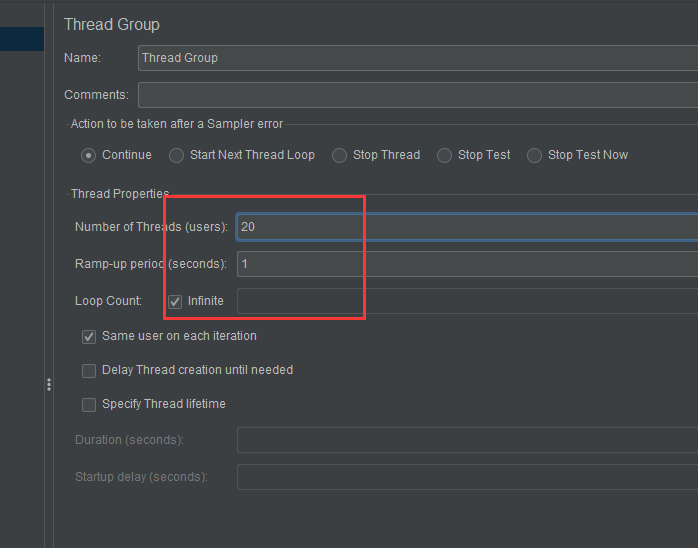 Thread Group
Name: Thread Group
Comments:
Action to be taken after a Sampler error
Continue Start Next Thread Loop Stop Thread Stop Test Stop Test Now
Thread Properties
Number of Threads (users): 20
Ramp-up period (seconds): 1
Loop Count: Infinite
Same user on each iteration
Delay Thread creation until needed
Specify Thread lifetime
Duration (seconds):
Startup delay (seconds):